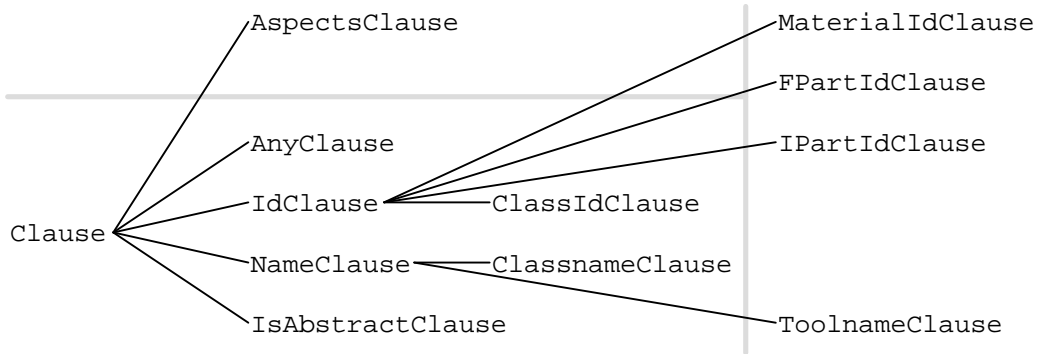 AspectsClause
MaterialIdClause
FPartIdClause
AnyClause
IPartIdClause
IdClause
ClassIdClause
Clause
NameClause
ClassnameClause
IsAbstractClause
ToolnameClause